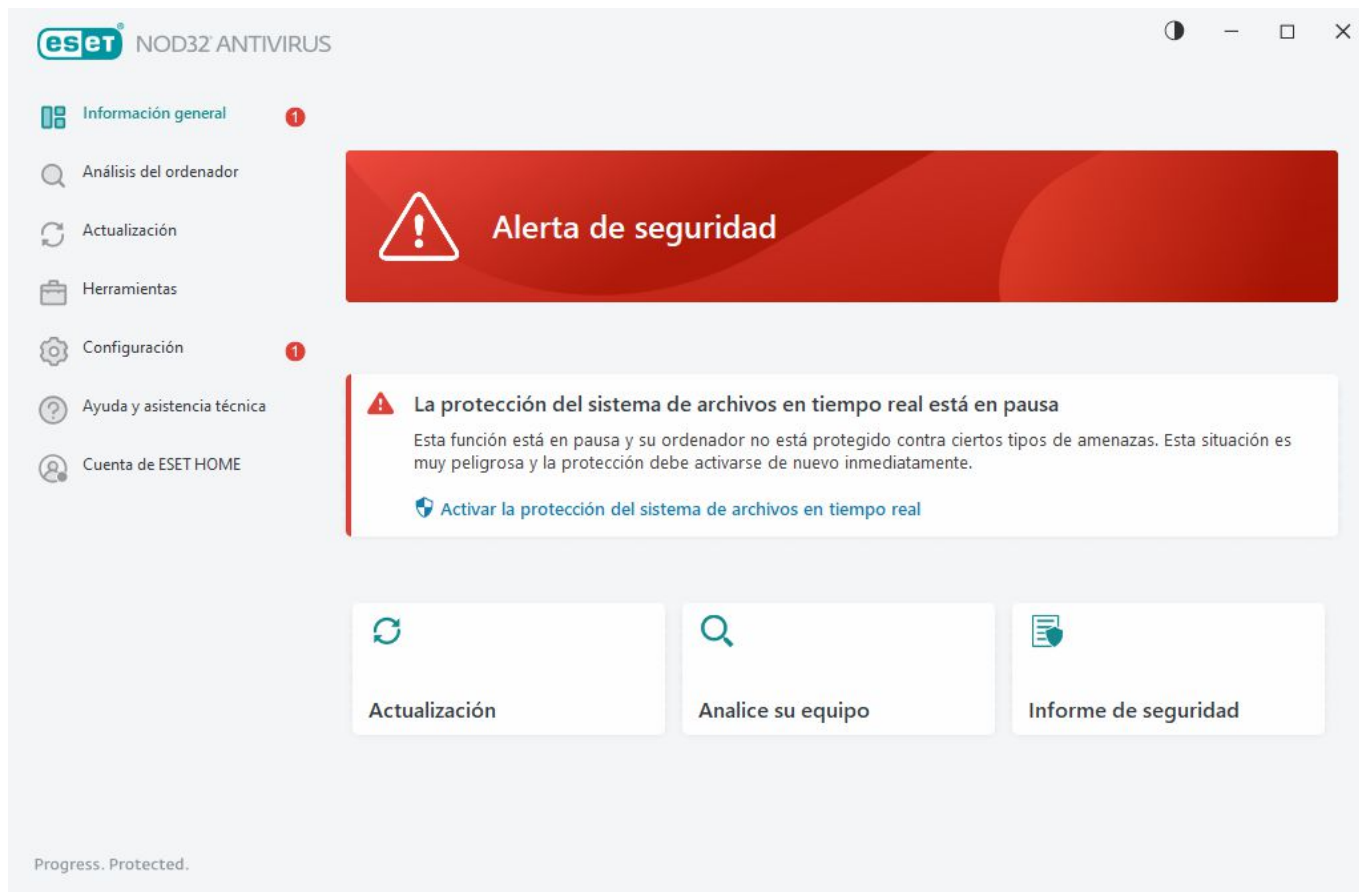 eset® NOD32® ANTIVIRUS
Información general 1
Análisis del ordenador
Actualización
Herramientas
Configuración 1
Ayuda y asistencia técnica
Cuenta de ESET HOME
Alerta de seguridad
La protección del sistema de archivos en tiempo real está en pausa
Esta función está en pausa y su ordenador no está protegido contra ciertos tipos de amenazas. Esta situación es
muy peligrosa y la protección debe activarse de nuevo inmediatamente.
Activar la protección del sistema de archivos en tiempo real
Actualización
Analice su equipo
Informe de seguridad
Progress. Protected.